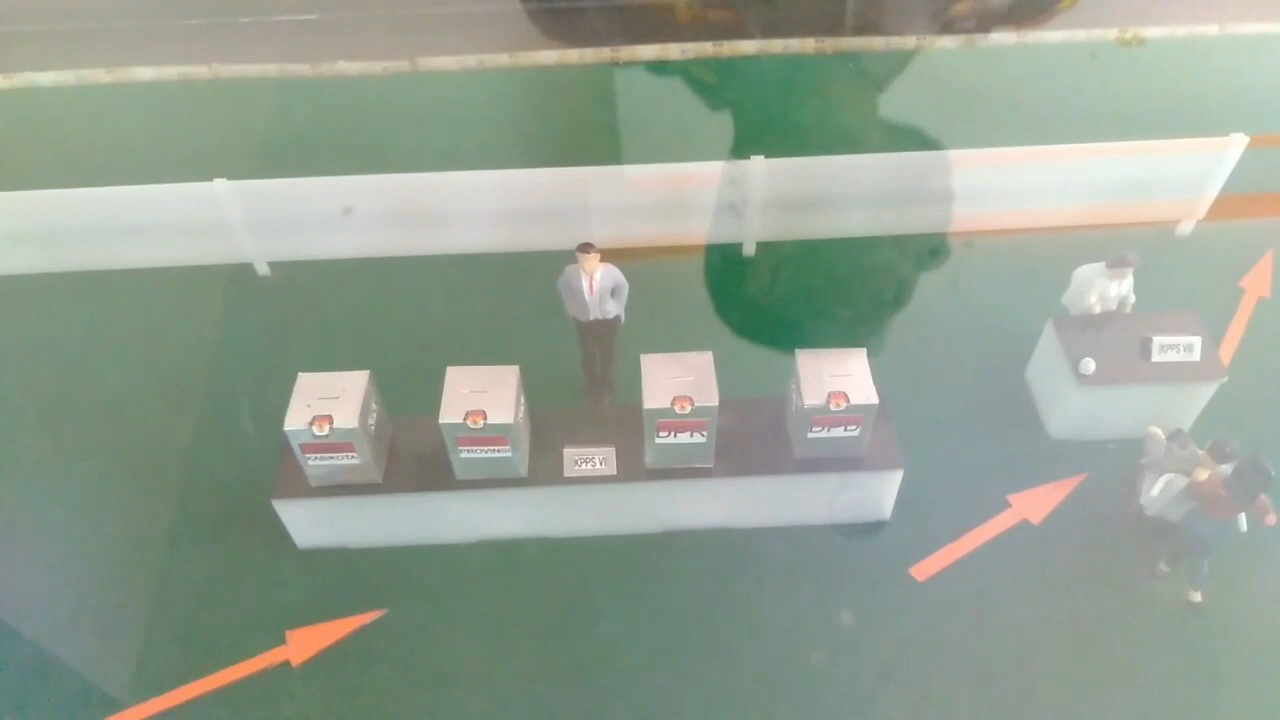 KAB/KOTA
PROVINSI
KPPS VI
DPR
DPD
KPPS VII